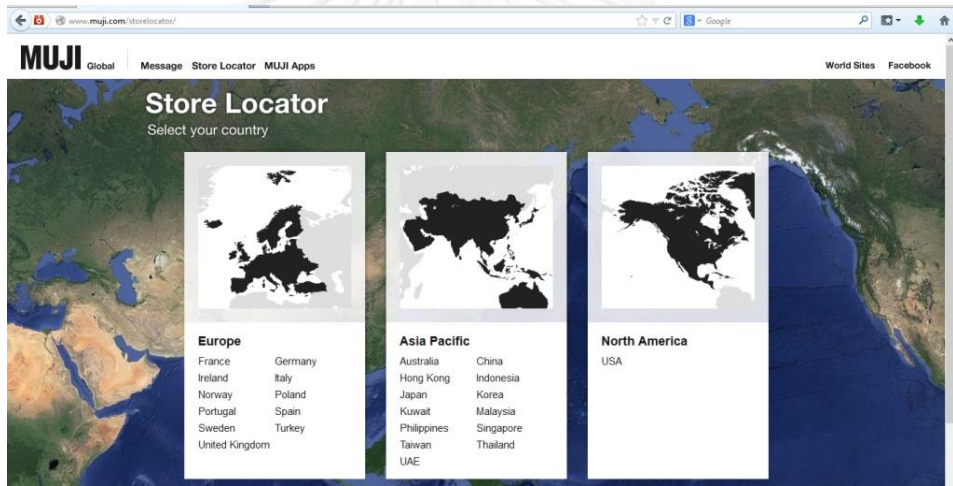 www.muji.com/storelocator/
Google
MUJI Global Message Store Locator MUJI Apps World Sites Facebook
Store Locator
Select your country
Europe
France Germany
Ireland Italy
Norway Poland
Portugal Spain
Sweden Turkey
United Kingdom
Asia Pacific
Australia China
Hong Kong Indonesia
Japan Korea
Kuwait Malaysia
Philippines Singapore
Taiwan Thailand
UAE
North America
USA